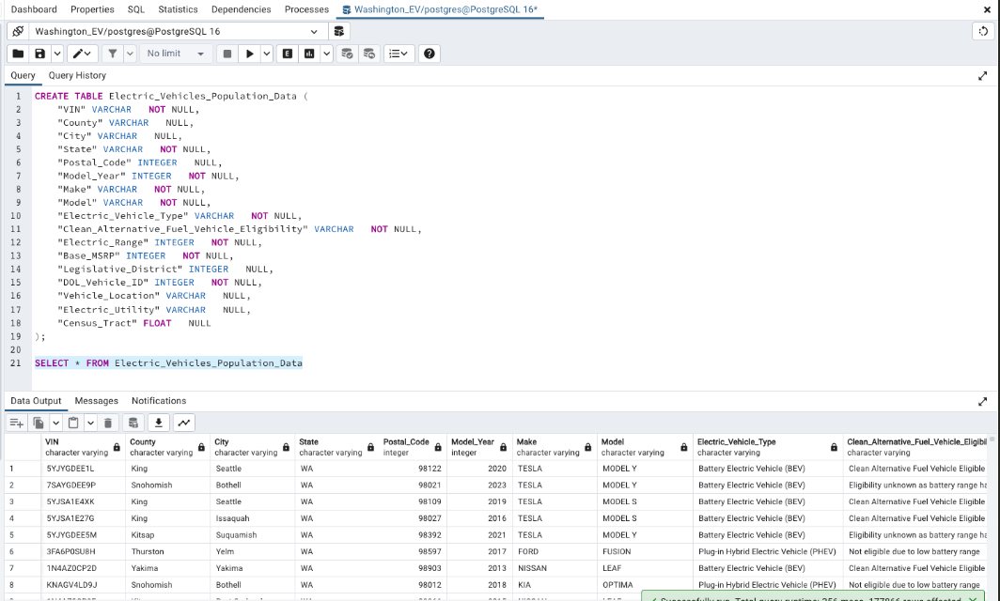 Dashboard Properties SQL Statistics Dependencies Processes Washington_EV/postgres@PostgreSQL 16*
Washington_EV/postgres@PostgreSQL 16
No limit
Query Query History
1 CREATE TABLE Electric_Vehicles_Population_Data (
2 "VIN" VARCHAR NOT NULL,
3 "County" VARCHAR NULL,
4 "City" VARCHAR NULL,
5 "State" VARCHAR NOT NULL,
6 "Postal_Code" INTEGER NULL,
7 "Model_Year" INTEGER NOT NULL,
8 "Make" VARCHAR NOT NULL,
9 "Model" VARCHAR NOT NULL,
10 "Electric_Vehicle_Type" VARCHAR NOT NULL,
11 "Clean_Alternative_Fuel_Vehicle_Eligibility" VARCHAR NOT NULL,
12 "Electric_Range" INTEGER NOT NULL,
13 "Base_MSRP" INTEGER NOT NULL,
14 "Legislative_District" INTEGER NULL,
15 "DOL_Vehicle_ID" INTEGER NOT NULL,
16 "Vehicle_Location" VARCHAR NULL,
17 "Electric_Utility" VARCHAR NULL,
18 "Census_Tract" FLOAT NULL
19 );
20
21 SELECT * FROM Electric_Vehicles_Population_Data
Data Output Messages Notifications
VIN County City State Postal_Code Model_Year Make Model Electric_Vehicle_Type Clean_Alternative_Fuel_Vehicle_Eligibi
character varying character varying character varying character varying integer integer character varying character varying character varying character varying
1 5YJYGDEE1L King Seattle WA 98122 2020 TESLA MODEL Y Battery Electric Vehicle (BEV) Clean Alternative Fuel Vehicle Eligible
2 7SAYGDEE9P Snohomish Bothell WA 98021 2023 TESLA MODEL Y Battery Electric Vehicle (BEV) Eligibility unknown as battery range ha
3 5YJSA1E4XK King Seattle WA 98109 2019 TESLA MODEL S Battery Electric Vehicle (BEV) Clean Alternative Fuel Vehicle Eligible
4 5YJSA1E27G King Issaquah WA 98027 2016 TESLA MODEL S Battery Electric Vehicle (BEV) Clean Alternative Fuel Vehicle Eligible
5 5YJYGDEE5M Kitsap Suquamish WA 98392 2021 TESLA MODEL Y Battery Electric Vehicle (BEV) Eligibility unknown as battery range ha
6 3FA6P0SU8H Thurston Yelm WA 98597 2017 FORD FUSION Plug-in Hybrid Electric Vehicle (PHEV) Not eligible due to low battery range
7 1N4AZ0CP2D Yakima Yakima WA 98903 2013 NISSAN LEAF Battery Electric Vehicle (BEV) Clean Alternative Fuel Vehicle Eligible
8 KNAGV4LD9J Snohomish Bothell WA 98012 2018 KIA OPTIMA Plug-in Hybrid Electric Vehicle (PHEV) Not eligible due to low battery range